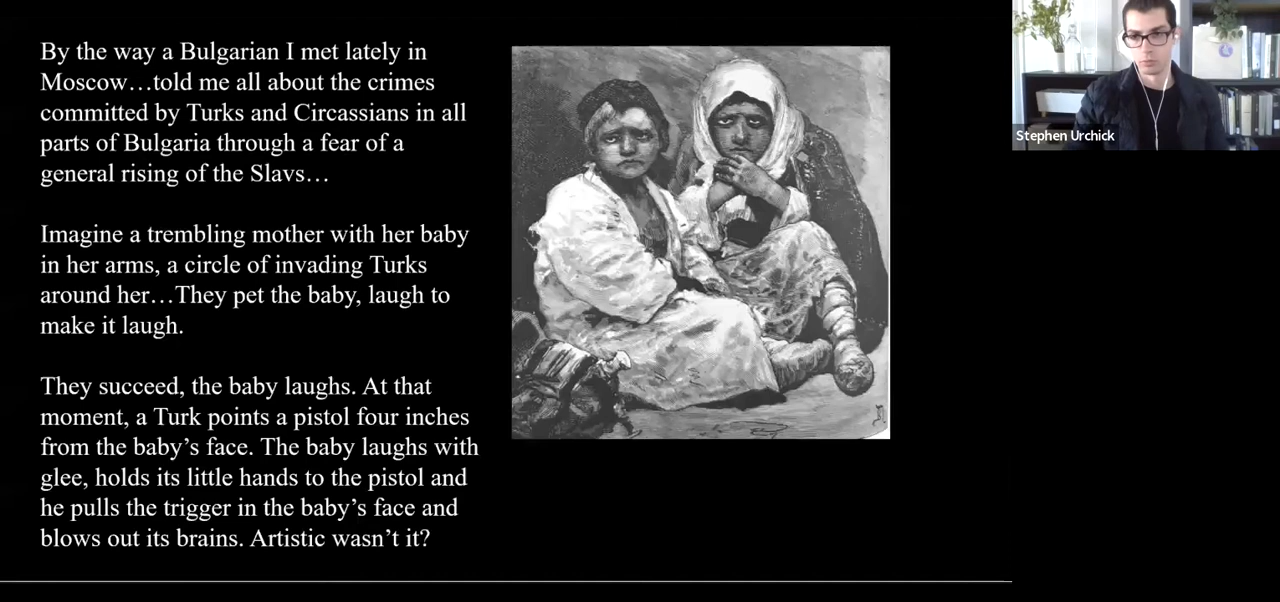 By the way a Bulgarian I met lately in
Moscow…told me all about the crimes
committed by Turks and Circassians in all
parts of Bulgaria through a fear of a
general rising of the Slavs…
Imagine a trembling mother with her baby
in her arms, a circle of invading Turks
around her…They pet the baby, laugh to
make it laugh.
They succeed, the baby laughs. At that
moment, a Turk points a pistol four inches
from the baby’s face. The baby laughs with
glee, holds its little hands to the pistol and
he pulls the trigger in the baby’s face and
blows out its brains. Artistic wasn’t it?
Stephen Urchick